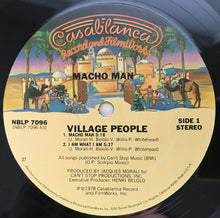 Casablanca
Record and FilmWorks
MACHO MAN
NBLP 7096
(NBLP 7096-AS)
SIDE 1
STEREO
VILLAGE PEOPLE
1. MACHO MAN 5:18
(J. Morali-H. Belolo-V. Willis-P. Whitehead)
2. I AM WHAT I AM 5:37
(J. Morali-H. Belolo-V. Willis-P. Whitehead)
All songs published by Can't Stop Music (BMI)
(D.P. Scorpio Music)
27
Produced by JACQUES MORALI for
CAN'T STOP PRODUCTIONS, INC.
Executive Producer: HENRI BELOLO
℗ 1978 Casablanca Record
and FilmWorks, Inc.